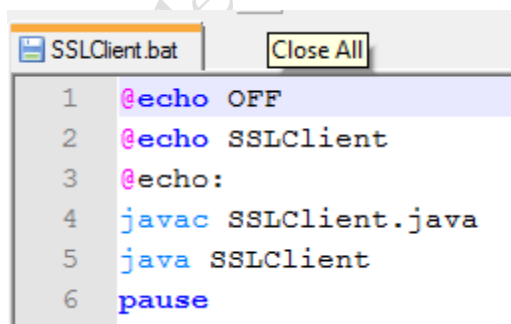 SSLClient.bat
Close All
1 @echo OFF
2 @echo SSLClient
3 @echo:
4 javac SSLClient.java
5 java SSLClient
6 pause